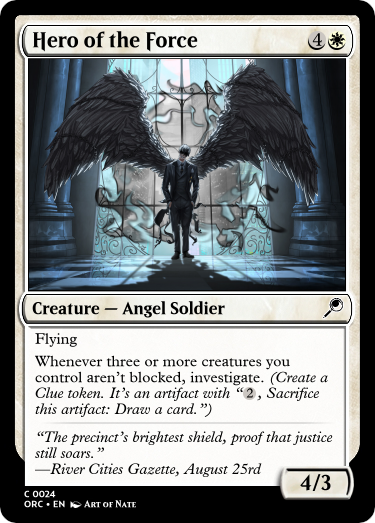 Hero of the Force 4
Creature — Angel Soldier
Flying
Whenever three or more creatures you
control aren't blocked, investigate. (Create a
Clue token. It's an artifact with “2, Sacrifice
this artifact: Draw a card.”)
“The precinct's brightest shield, proof that justice
still soars.”
—River Cities Gazette, August 25rd
4/3
C 0024
ORC • EN Art of Nate